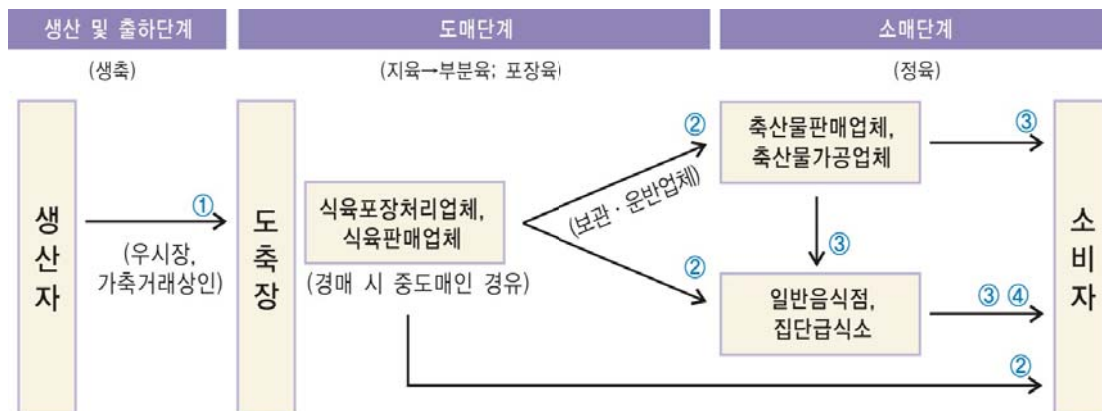 생산 및 출하단계
도매단계
소매단계
(생축)
(지육→부분육; 포장육)
(정육)
생산자
①
(우시장,
가축거래상인)
도축장
식육포장처리업체,
식육판매업체
(경매 시 중도매인 경유)
②
(보관·운반업체)
②
축산물판매업체,
축산물가공업체
③
③
일반음식점,
집단급식소
③ ④
②
소비자